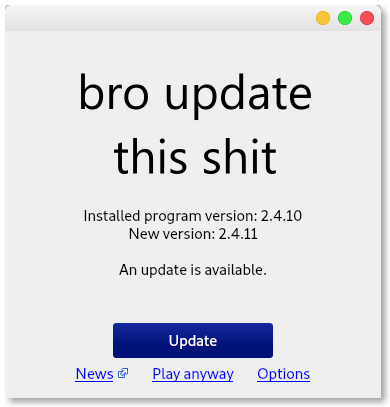 bro update
this shit
Installed program version: 2.4.10
New version: 2.4.11
An update is available.
Update
News Play anyway Options